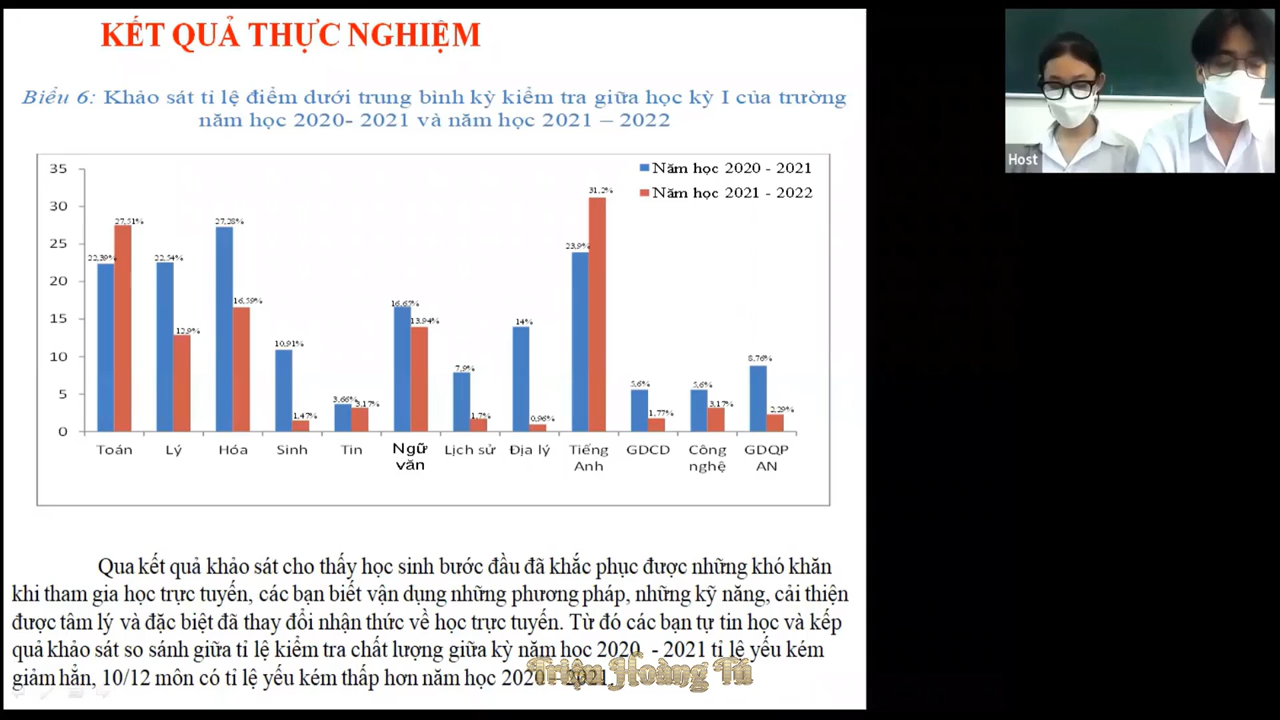 KẾT QUẢ THỰC NGHIỆM
Biểu 6: Khảo sát tỉ lệ điểm dưới trung bình kỳ kiểm tra giữa học kỳ I của trường
năm học 2020- 2021 và năm học 2021 – 2022
35
30
25
20
15
10
5
0
Năm học 2020 - 2021
Năm học 2021 - 2022
22,39% 27,51%
22,54% 12,9%
27,28% 16,59%
10,91% 1,47%
3,66% 3,17%
16,67% 13,94%
7,9% 1,7%
14% 0,96%
23,9% 31,2%
5,6% 1,77%
5,6% 3,17%
8,76% 2,29%
Toán Lý Hóa Sinh Tin Ngữ văn Lịch sử Địa lý Tiếng Anh GDCD Công nghệ GDQP AN
Qua kết quả khảo sát cho thấy học sinh bước đầu đã khắc phục được những khó khăn
khi tham gia học trực tuyến, các bạn biết vận dụng những phương pháp, những kỹ năng, cải thiện
được tâm lý và đặc biệt đã thay đổi nhận thức về học trực tuyến. Từ đó các bạn tự tin học và kếp
quả khảo sát so sánh giữa tỉ lệ kiểm tra chất lượng giữa kỳ năm học 2020 - 2021 tỉ lệ yếu kém
giảm hẳn, 10/12 môn có tỉ lệ yếu kém thấp hơn năm học 2020 – 2021.
Triệu Hoàng Tú
Host